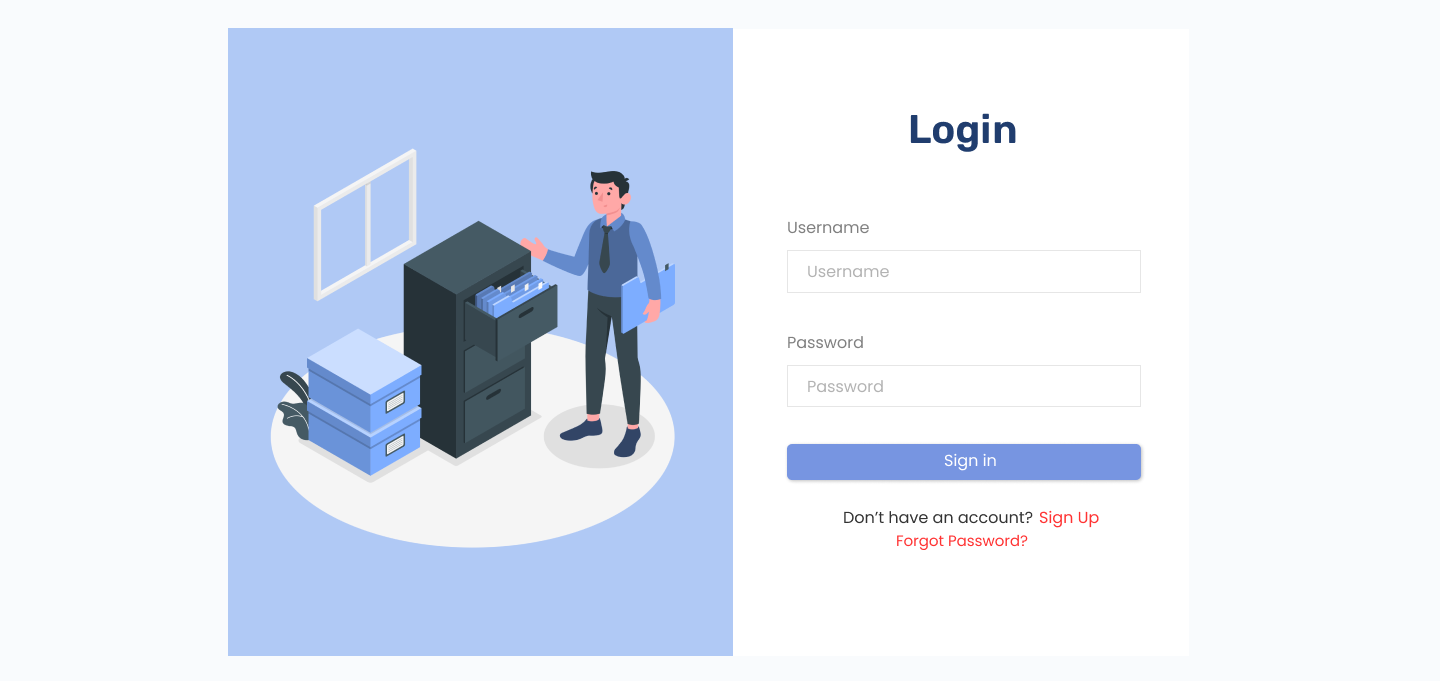 Login
Username
Username
Password
Password
Sign in
Don’t have an account? Sign Up
Forgot Password?